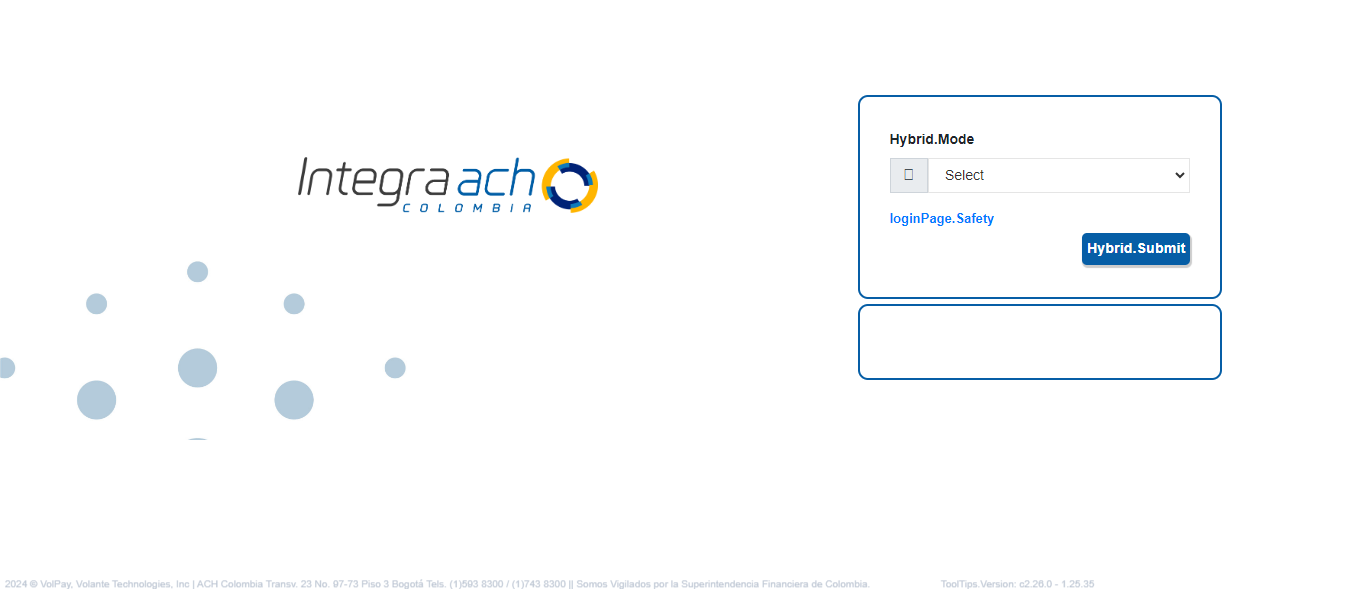 Integra ach
COLOMBIA
Hybrid.Mode
Select
loginPage.Safety
Hybrid.Submit
2024 © VolPay, Volante Technologies, Inc | ACH Colombia Transv. 23 No. 97-73 Piso 3 Bogotá Tels. (1)593 8300 / (1)743 8300 || Somos Vigilados por la Superintendencia Financiera de Colombia.
ToolTips.Version: c2.26.0 - 1.25.35